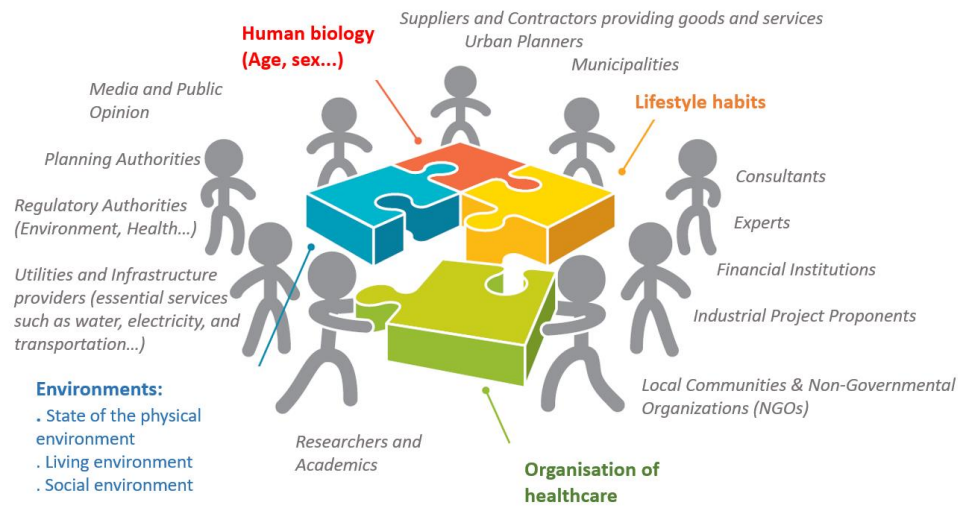 Suppliers and Contractors providing goods and services
Urban Planners
Human biology
(Age, sex...)
Municipalities
Media and Public
Opinion
Lifestyle habits
Planning Authorities
Consultants
Regulatory Authorities
(Environment, Health...)
Experts
Utilities and Infrastructure
providers (essential services
such as water, electricity, and
transportation...)
Financial Institutions
Industrial Project Proponents
Environments:
. State of the physical
environment
. Living environment
. Social environment
Local Communities & Non-Governmental
Organizations (NGOs)
Researchers and
Academics
Organisation of
healthcare